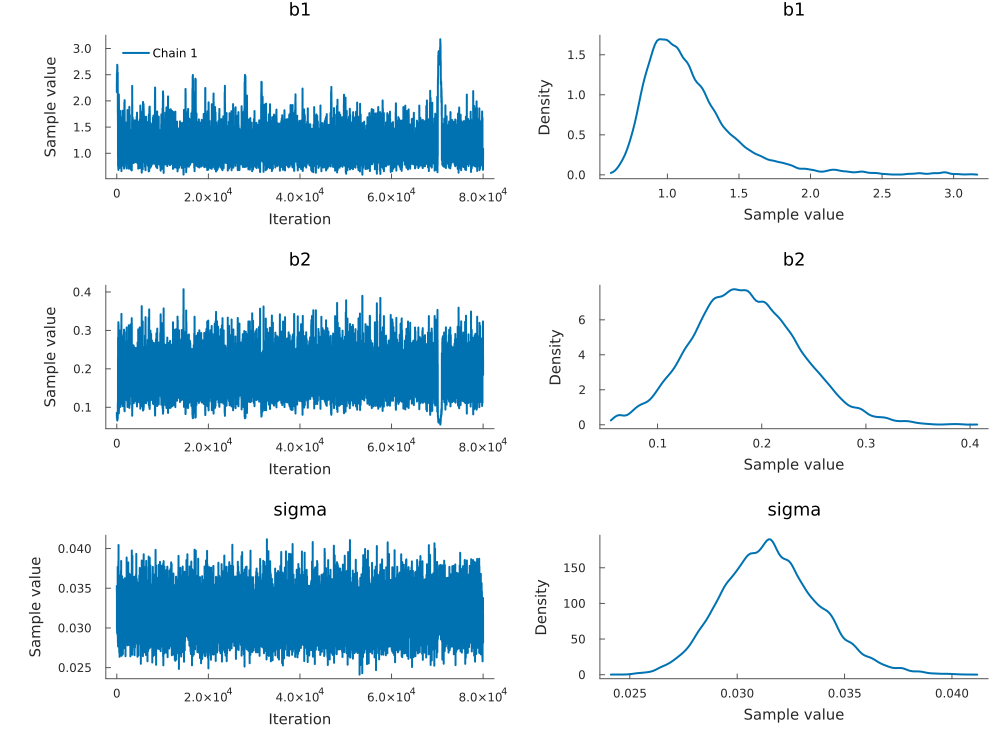 b1
b1
Chain 1
Sample value
3.0
2.5
2.0
1.5
1.0
0
2.0×10⁴
4.0×10⁴
6.0×10⁴
8.0×10⁴
Iteration
Density
1.5
1.0
0.5
0.0
1.0
1.5
2.0
2.5
3.0
Sample value
b2
b2
Sample value
0.4
0.3
0.2
0.1
0
2.0×10⁴
4.0×10⁴
6.0×10⁴
8.0×10⁴
Iteration
Density
6
4
2
0
0.1
0.2
0.3
0.4
Sample value
sigma
sigma
Sample value
0.040
0.035
0.030
0.025
0
2.0×10⁴
4.0×10⁴
6.0×10⁴
8.0×10⁴
Iteration
Density
150
100
50
0
0.025
0.030
0.035
0.040
Sample value